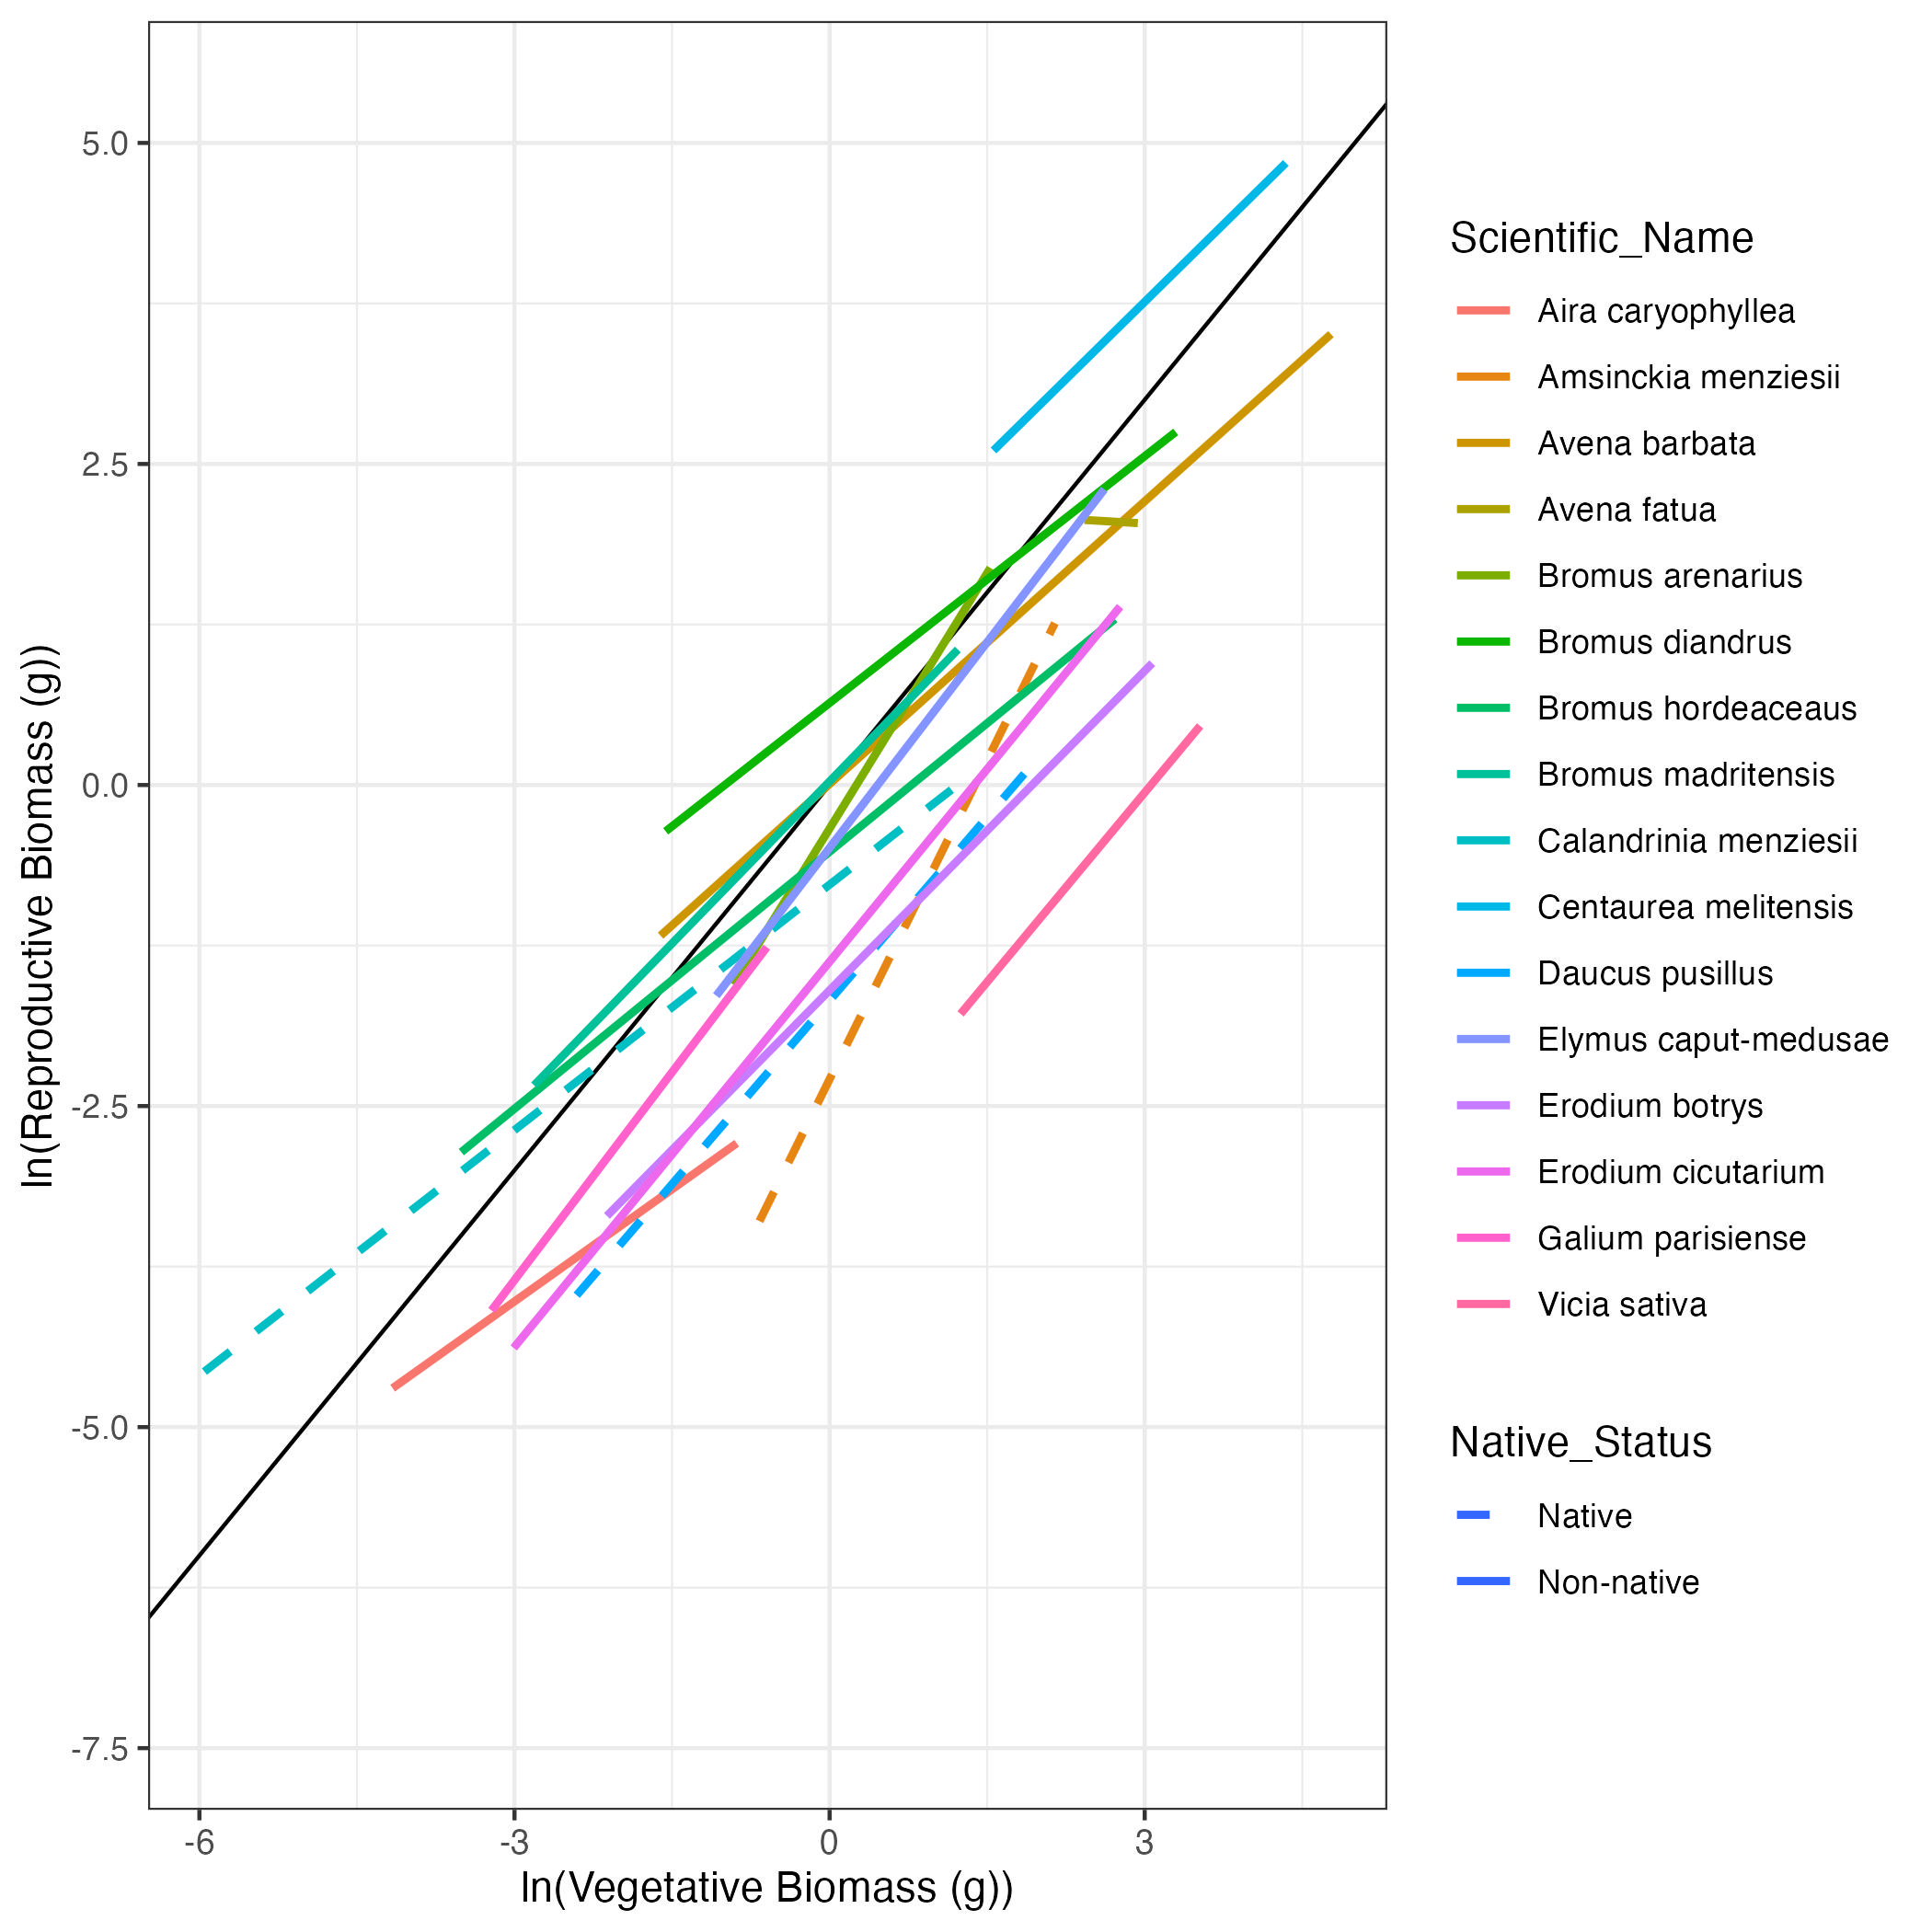 ln(Reproductive Biomass (g))
5.0
2.5
0.0
-2.5
-5.0
-7.5
-6
-3
0
3
ln(Vegetative Biomass (g))
Scientific_Name
Aira caryophyllea
Amsinckia menziesii
Avena barbata
Avena fatua
Bromus arenarius
Bromus diandrus
Bromus hordeaceaus
Bromus madritensis
Calandrinia menziesii
Centaurea melitensis
Daucus pusillus
Elymus caput-medusae
Erodium botrys
Erodium cicutarium
Galium parisiense
Vicia sativa
Native_Status
Native
Non-native